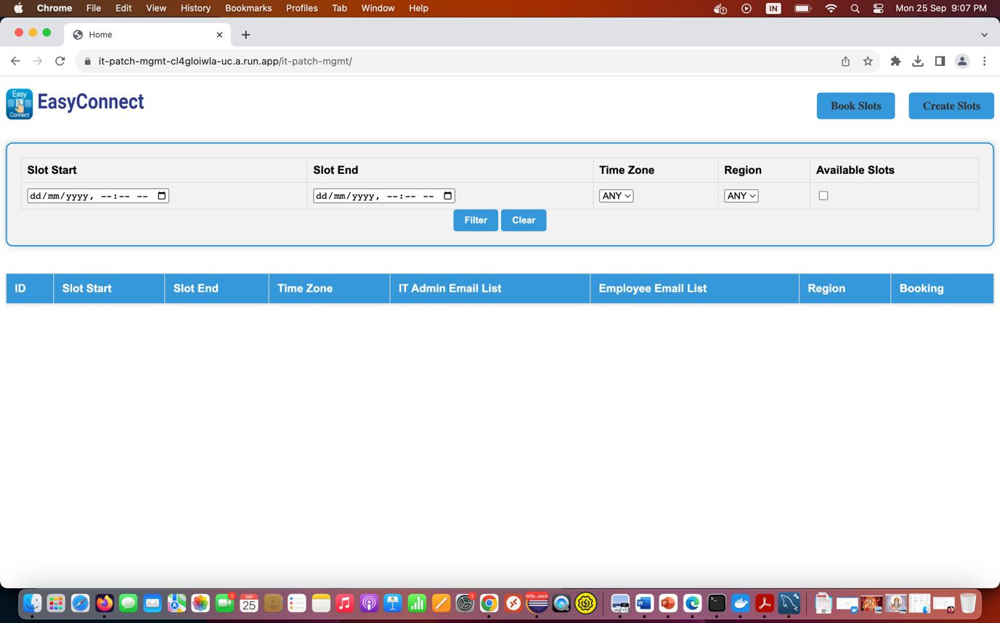 Chrome File Edit View History Bookmarks Profiles Tab Window Help IN Mon 25 Sep 9:07 PM
Home
it-patch-mgmt-cl4gloiwla-uc.a.run.app/it-patch-mgmt/
Easy
Connect
EasyConnect
Book Slots Create Slots
Slot Start Slot End Time Zone Region Available Slots
dd/mm/yyyy, --:-- -- dd/mm/yyyy, --:-- -- ANY ANY
Filter Clear
ID Slot Start Slot End Time Zone IT Admin Email List Employee Email List Region Booking
1
SEP
25
1